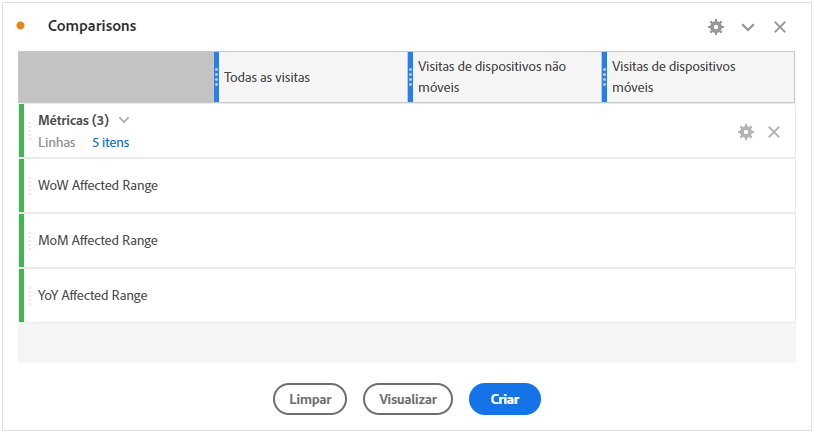 Comparisons
Todas as visitas
Visitas de dispositivos não
móveis
Visitas de dispositivos
móveis
Métricas (3)
Linhas 5 itens
WoW Affected Range
MoM Affected Range
YoY Affected Range
Limpar
Visualizar
Criar